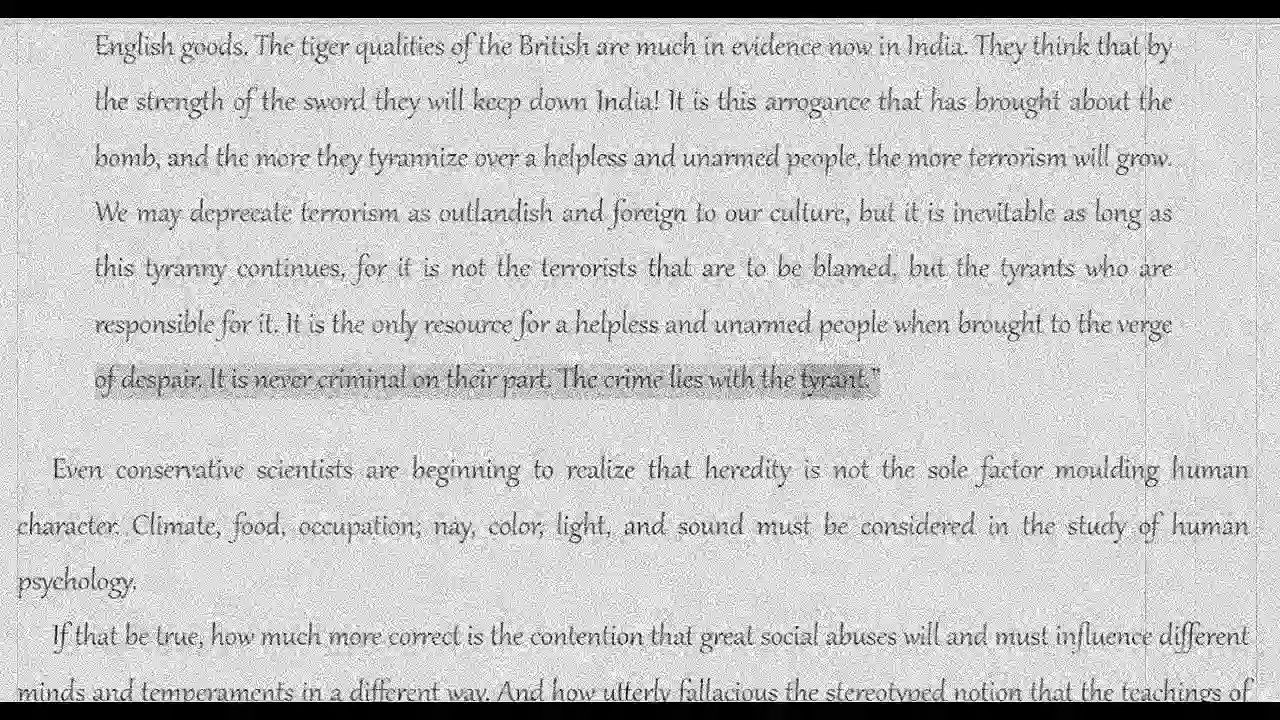 English goods. The tiger qualities of the British are much in evidence now in India. They think that by
the strength of the sword they will keep down India! It is this arrogance that has brought about the
bomb, and the more they tyrannize over a helpless and unarmed people, the more terrorism will grow.
We may deprecate terrorism as outlandish and foreign to our culture, but it is inevitable as long as
this tyranny continues, for it is not the terrorists that are to be blamed, but the tyrants who are
responsible for it. It is the only resource for a helpless and unarmed people when brought to the verge
of despair. It is never criminal on their part. The crime lies with the tyrant.”
Even conservative scientists are beginning to realize that heredity is not the sole factor moulding human
character. Climate, food, occupation; nay, color, light, and sound must be considered in the study of human
psychology.
If that be true, how much more correct is the contention that great social abuses will and must influence different
minds and temperaments in a different way. And how utterly fallacious the stereotyped notion that the teachings of